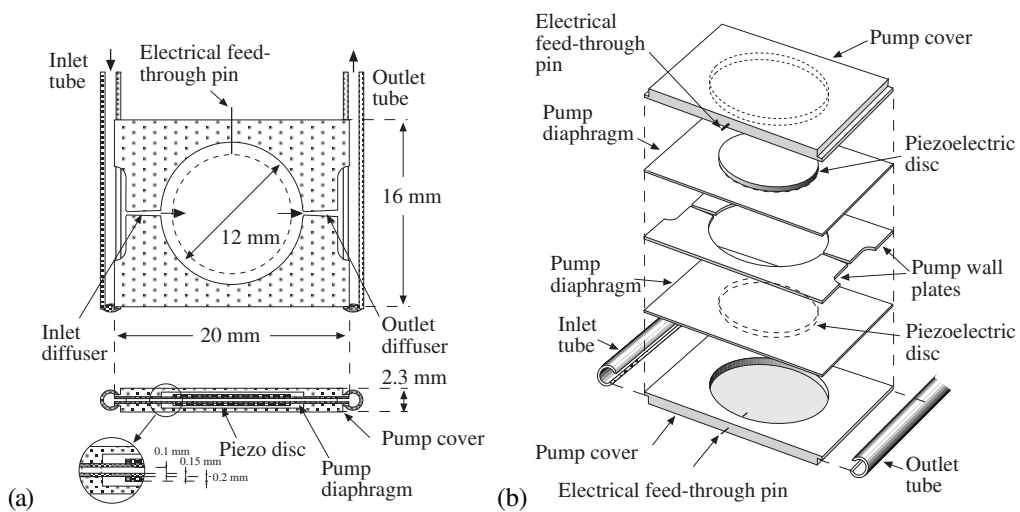 Inlet
tube
Electrical feed-
through pin
Outlet
tube
16 mm
12 mm
Inlet
diffuser
20 mm
Outlet
diffuser
2.3 mm
Piezo disc
Pump cover
0.1 mm
0.15 mm
0.2 mm
Pump
diaphragm
(a)
Electrical
feed-through
pin
Pump cover
Pump
diaphragm
Piezoelectric
disc
Pump
diaphragm
Pump wall
plates
Inlet
tube
Piezoelectric
disc
Pump cover
Electrical feed-through pin
Outlet
tube
(b)